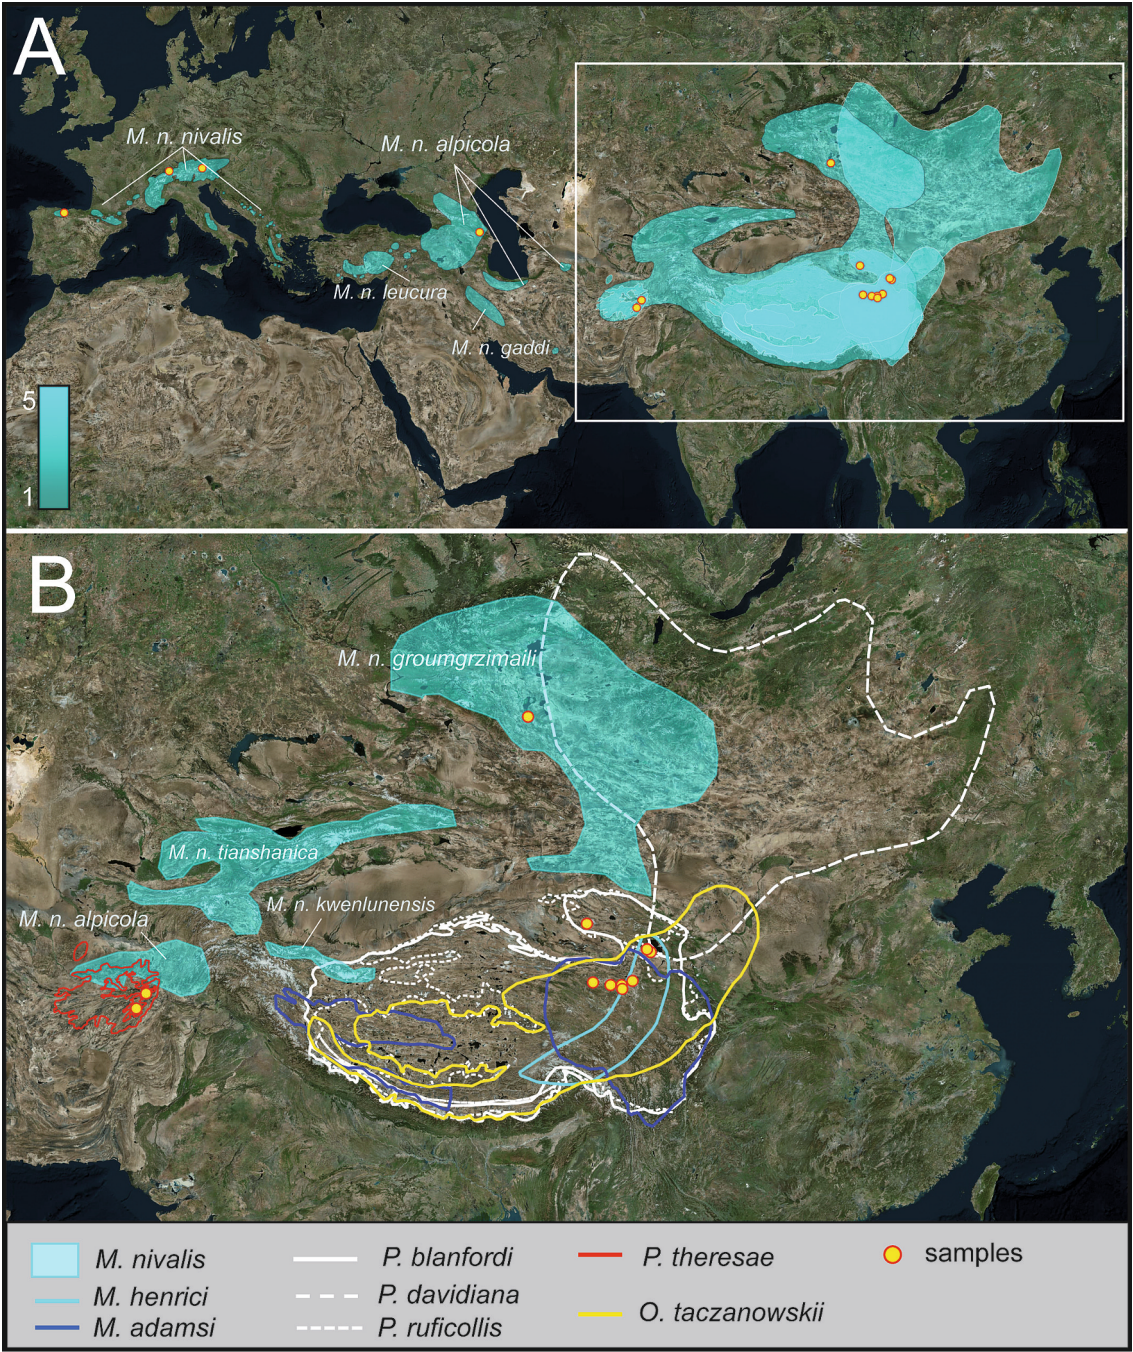 A
M. n. nivalis
M. n. alpicola
M. n. leucura
M. n. gaddi
5
1
B
M. n. groumgrzimaili
M. n. tianshanica
M. n. alpicola
M. n. kwenlunensis
M. nivalis
P. blanfordi
P. theresae
samples
M. henrici
P. davidiana
O. taczanowskii
M. adamsi
P. ruficollis